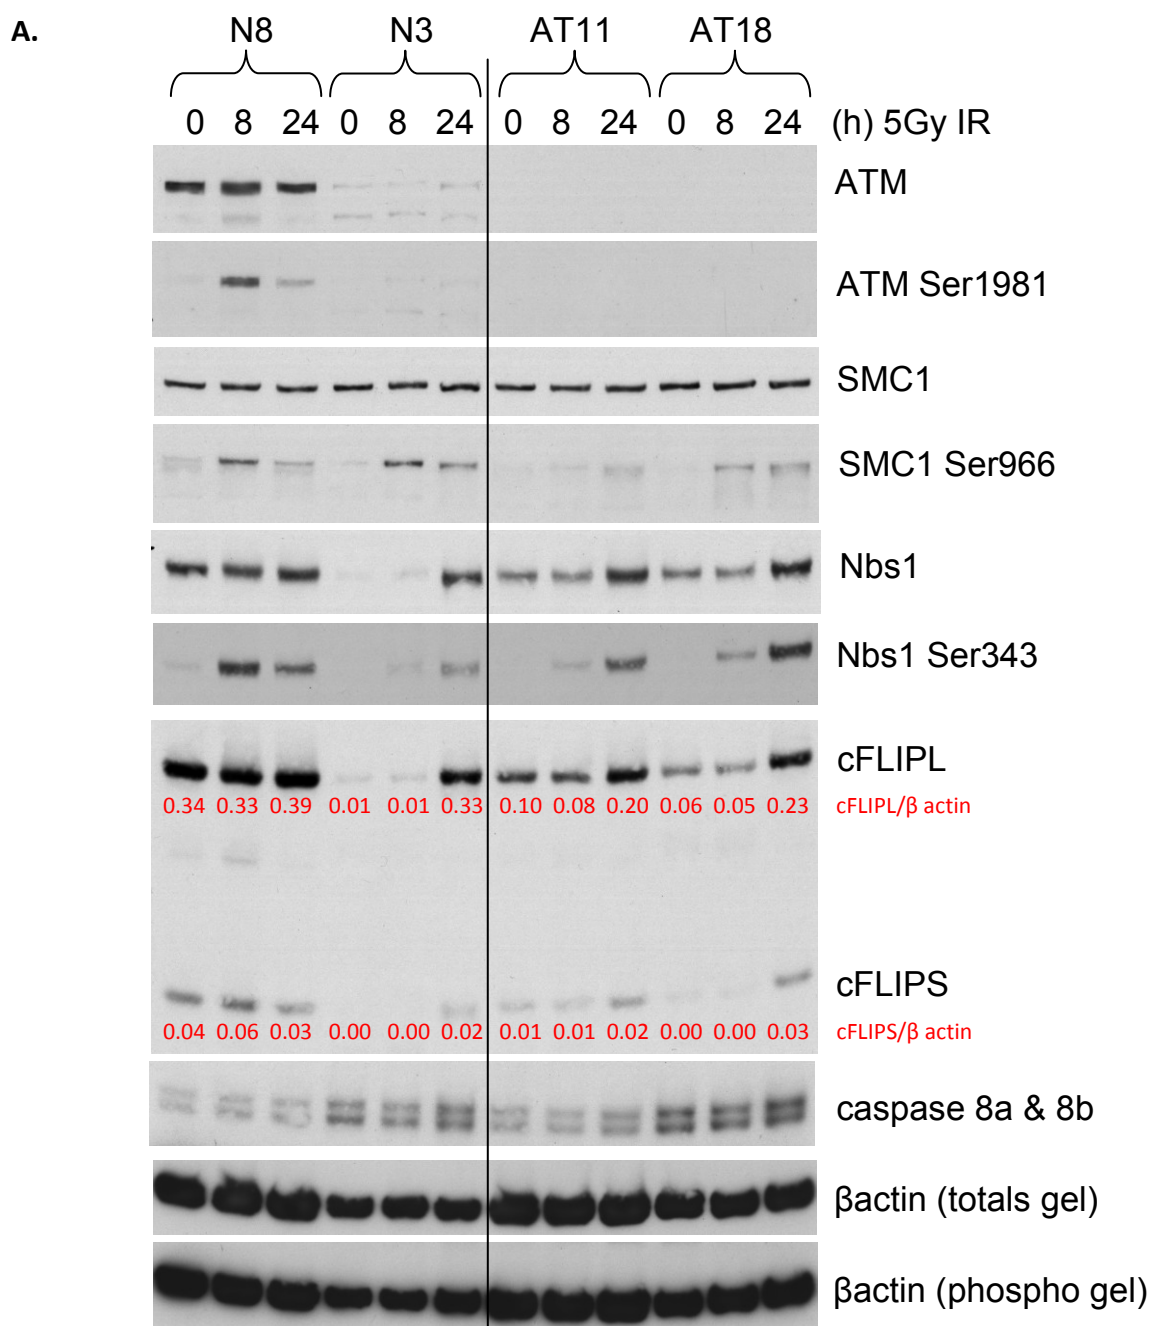 A.
N8 N3 AT11 AT18
0 8 24 0 8 24 0 8 24 0 8 24 (h) 5Gy IR
ATM
ATM Ser1981
SMC1
SMC1 Ser966
Nbs1
Nbs1 Ser343
cFLIPL
0.34 0.33 0.39 0.01 0.01 0.33 0.10 0.08 0.20 0.06 0.05 0.23 cFLIPL/β actin
cFLIPS
0.04 0.06 0.03 0.00 0.00 0.02 0.01 0.01 0.02 0.00 0.00 0.03 cFLIPS/β actin
caspase 8a & 8b
βactin (totals gel)
βactin (phospho gel)